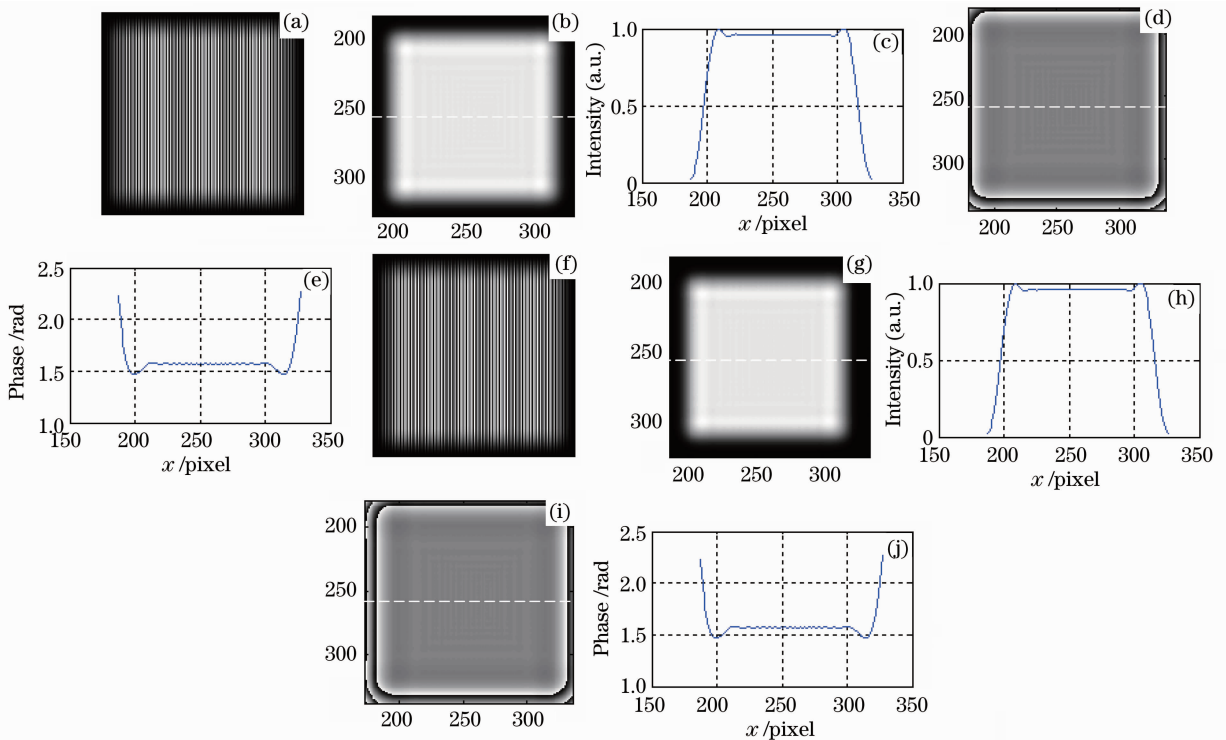 (a)
(b)
200
250
300
200 250 300
(c)
Intensity (a.u.)
1.0
0.5
0
150 200 250 300 350
x /pixel
(d)
200
250
300
200 250 300
(e)
Phase /rad
2.5
2.0
1.5
1.0
150 200 250 300 350
x /pixel
(f)
(g)
200
250
300
200 250 300
(h)
Intensity (a.u.)
1.0
0.5
0
150 200 250 300 350
x /pixel
(i)
200
250
300
200 250 300
(j)
Phase /rad
2.5
2.0
1.5
1.0
150 200 250 300 350
x /pixel